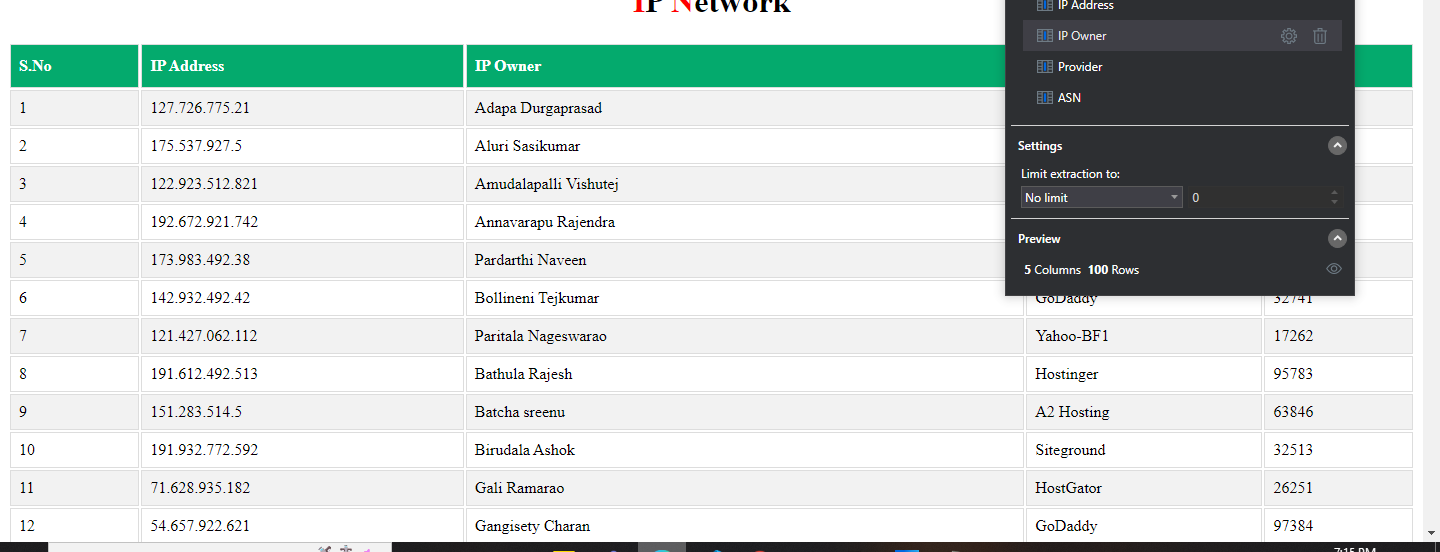 IP Network
S.No IP Address IP Owner
1 127.726.775.21 Adapa Durgaprasad
2 175.537.927.5 Aluri Sasikumar
3 122.923.512.821 Amudalapalli Vishutej
4 192.672.921.742 Annavarapu Rajendra
5 173.983.492.38 Pardarthi Naveen
6 142.932.492.42 Bollineni Tejkumar GoDaddy 32741
7 121.427.062.112 Paritala Nageswarao Yahoo-BF1 17262
8 191.612.492.513 Bathula Rajesh Hostinger 95783
9 151.283.514.5 Batcha sreenu A2 Hosting 63846
10 191.932.772.592 Birudala Ashok Siteground 32513
11 71.628.935.182 Gali Ramarao HostGator 26251
12 54.657.922.621 Gangisety Charan GoDaddy 97384
IP Address
IP Owner
Provider
ASN
Settings
Limit extraction to:
No limit 0
Preview
5 Columns 100 Rows
7:15 PM